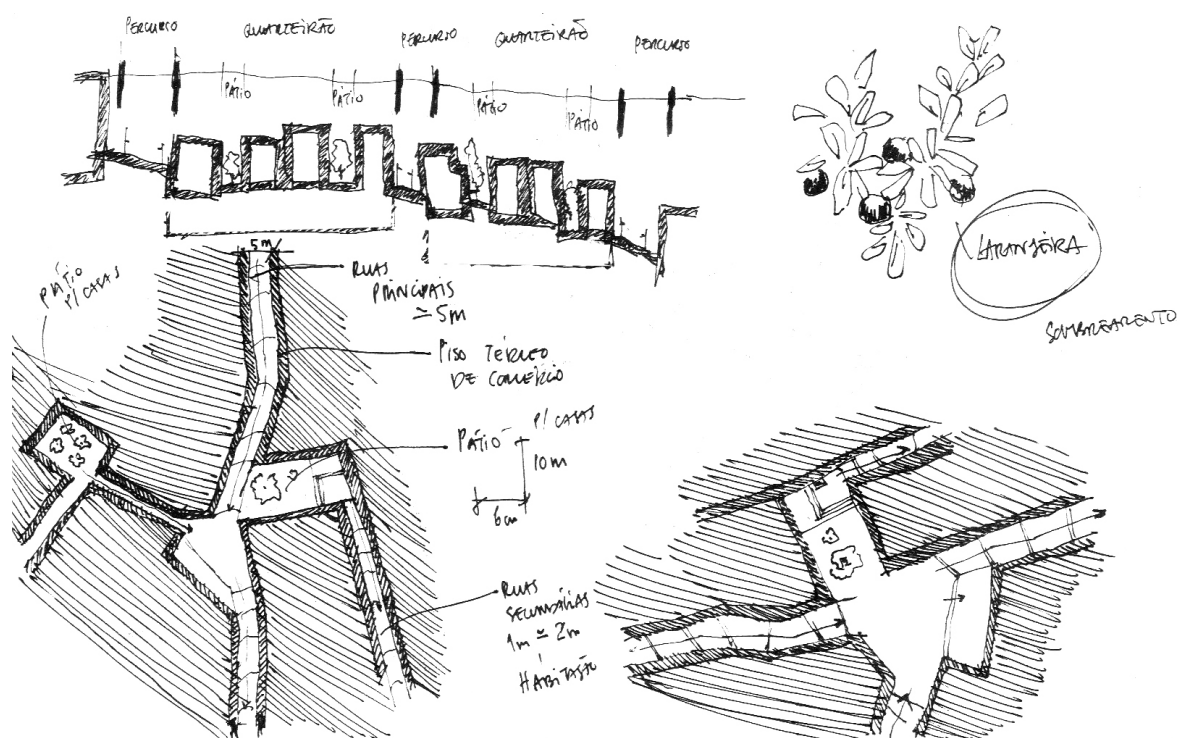 PERCURSO
QUARTEIRÃO
PERCURSO
QUARTEIRÃO
PERCURSO
PÁTIO
PÁTIO
PÁTIO
PÁTIO
LARANJEIRA
SOMBREAMENTO
5m
PÁTIO
P/ CASAS
RUAS
PRINCIPAIS
≃ 5m
PISO TÉRREO
DE COMÉRCIO
PÁTIO
P/ CASAS
10m
6m
RUAS
SECUNDÁRIAS
1m ≃ 2m
HABITAÇÃO